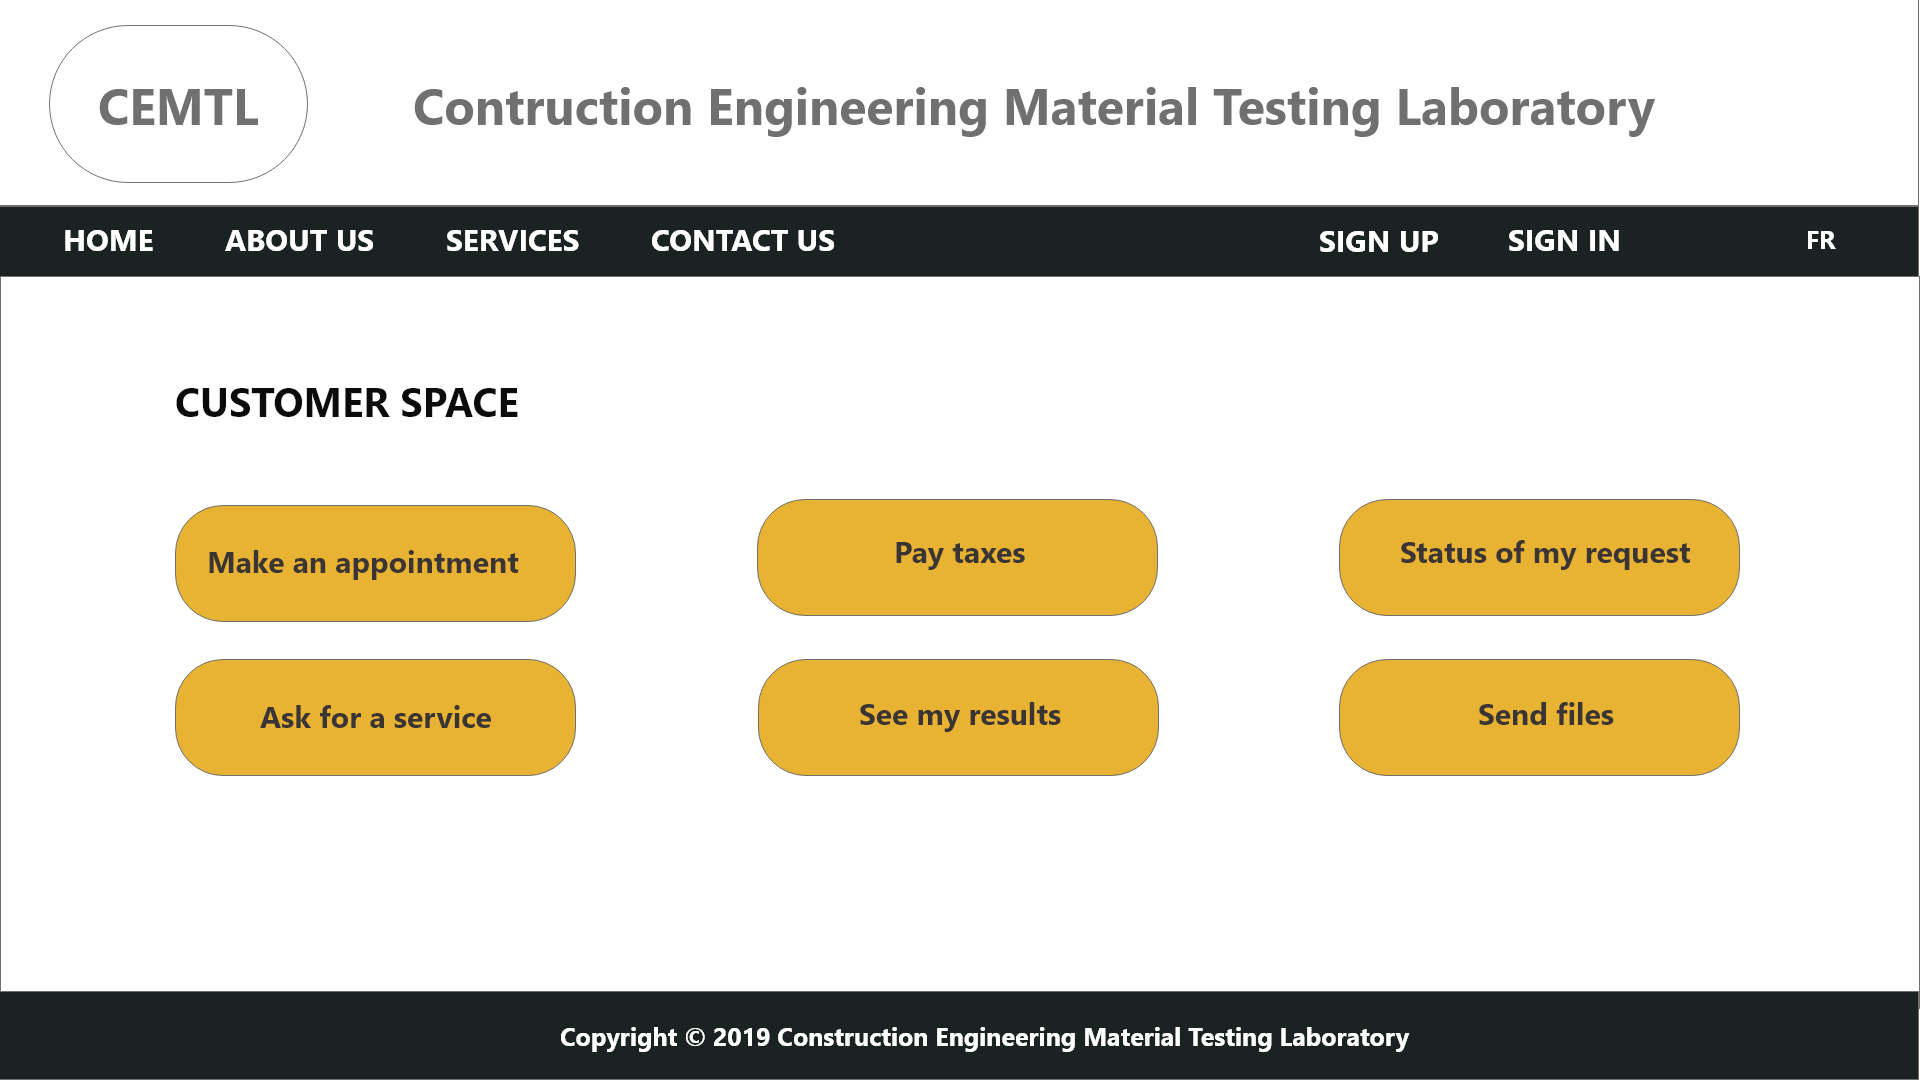 CEMTL
Contruction Engineering Material Testing Laboratory
HOME ABOUT US SERVICES CONTACT US SIGN UP SIGN IN FR
CUSTOMER SPACE
Make an appointment Pay taxes Status of my request
Ask for a service See my results Send files
Copyright © 2019 Construction Engineering Material Testing Laboratory